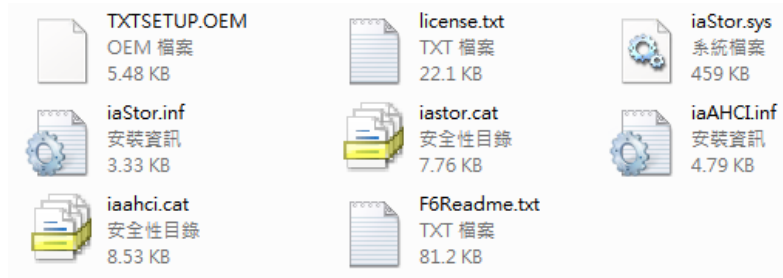 TXTSETUP.OEM
OEM 檔案
5.48 KB
license.txt
TXT 檔案
22.1 KB
iaStor.sys
系統檔案
459 KB
iaStor.inf
安裝資訊
3.33 KB
iastor.cat
安全性目錄
7.76 KB
iaAHCI.inf
安裝資訊
4.79 KB
iaahci.cat
安全性目錄
8.53 KB
F6Readme.txt
TXT 檔案
81.2 KB